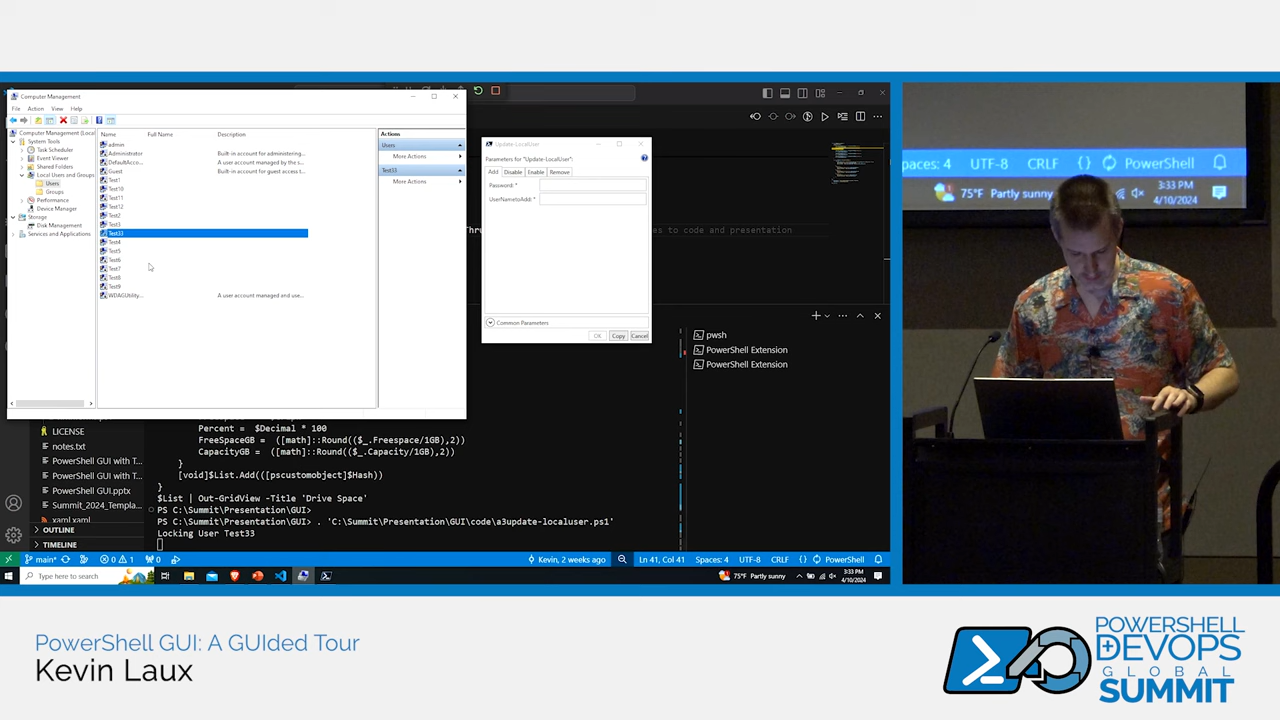 Computer Management
File Action View Help
Computer Management (Local
System Tools
Task Scheduler
Event Viewer
Shared Folders
Local Users and Groups
Users
Groups
Performance
Device Manager
Storage
Disk Management
Services and Applications
Name Full Name Description
admin
Administrator Built-in account for administering...
DefaultAcco... A user account managed by the s...
Guest Built-in account for guest access t...
Test1
Test10
Test11
Test12
Test2
Test3
Test33
Test4
Test5
Test6
Test7
Test8
Test9
WDAGUtility... A user account managed and use...
Actions
Users
More Actions
Test33
More Actions
Update-LocalUser
Parameters for "Update-LocalUser":
Add: Disable Enable Remove
Password: *
UserNametoAdd: *
Common Parameters
OK Copy Cancel
es to code and presentation
pwsh
PowerShell Extension
PowerShell Extension
LICENSE
notes.txt
PowerShell GUI with T...
PowerShell GUI with T...
PowerShell GUI.pptx
Summit_2024_Templa...
xaml.xaml
OUTLINE
TIMELINE
Percent = $Decimal * 100
FreeSpaceGB = ([math]::Round(($_.Freespace/1GB),2))
CapacityGB = ([math]::Round(($_.Capacity/1GB),2))
}
[void]$List.Add(([pscustomobject]$Hash))
}
$List | Out-GridView -Title 'Drive Space'
PS C:\Summit\Presentation\GUI>
PS C:\Summit\Presentation\GUI> . 'C:\Summit\Presentation\GUI\code\a3update-localuser.ps1'
Locking User Test33
main* 0 1 0 Kevin, 2 weeks ago Ln 41, Col 41 Spaces: 4 UTF-8 CRLF {} PowerShell
Type here to search 75°F Partly sunny 3:33 PM
4/10/2024
paces: 4 UTF-8 CRLF {} PowerShell
75°F Partly sunny 3:33 PM
4/10/2024
PowerShell GUI: A GUIded Tour
Kevin Laux
POWERSHELL
DEVOPS
GLOBAL
SUMMIT